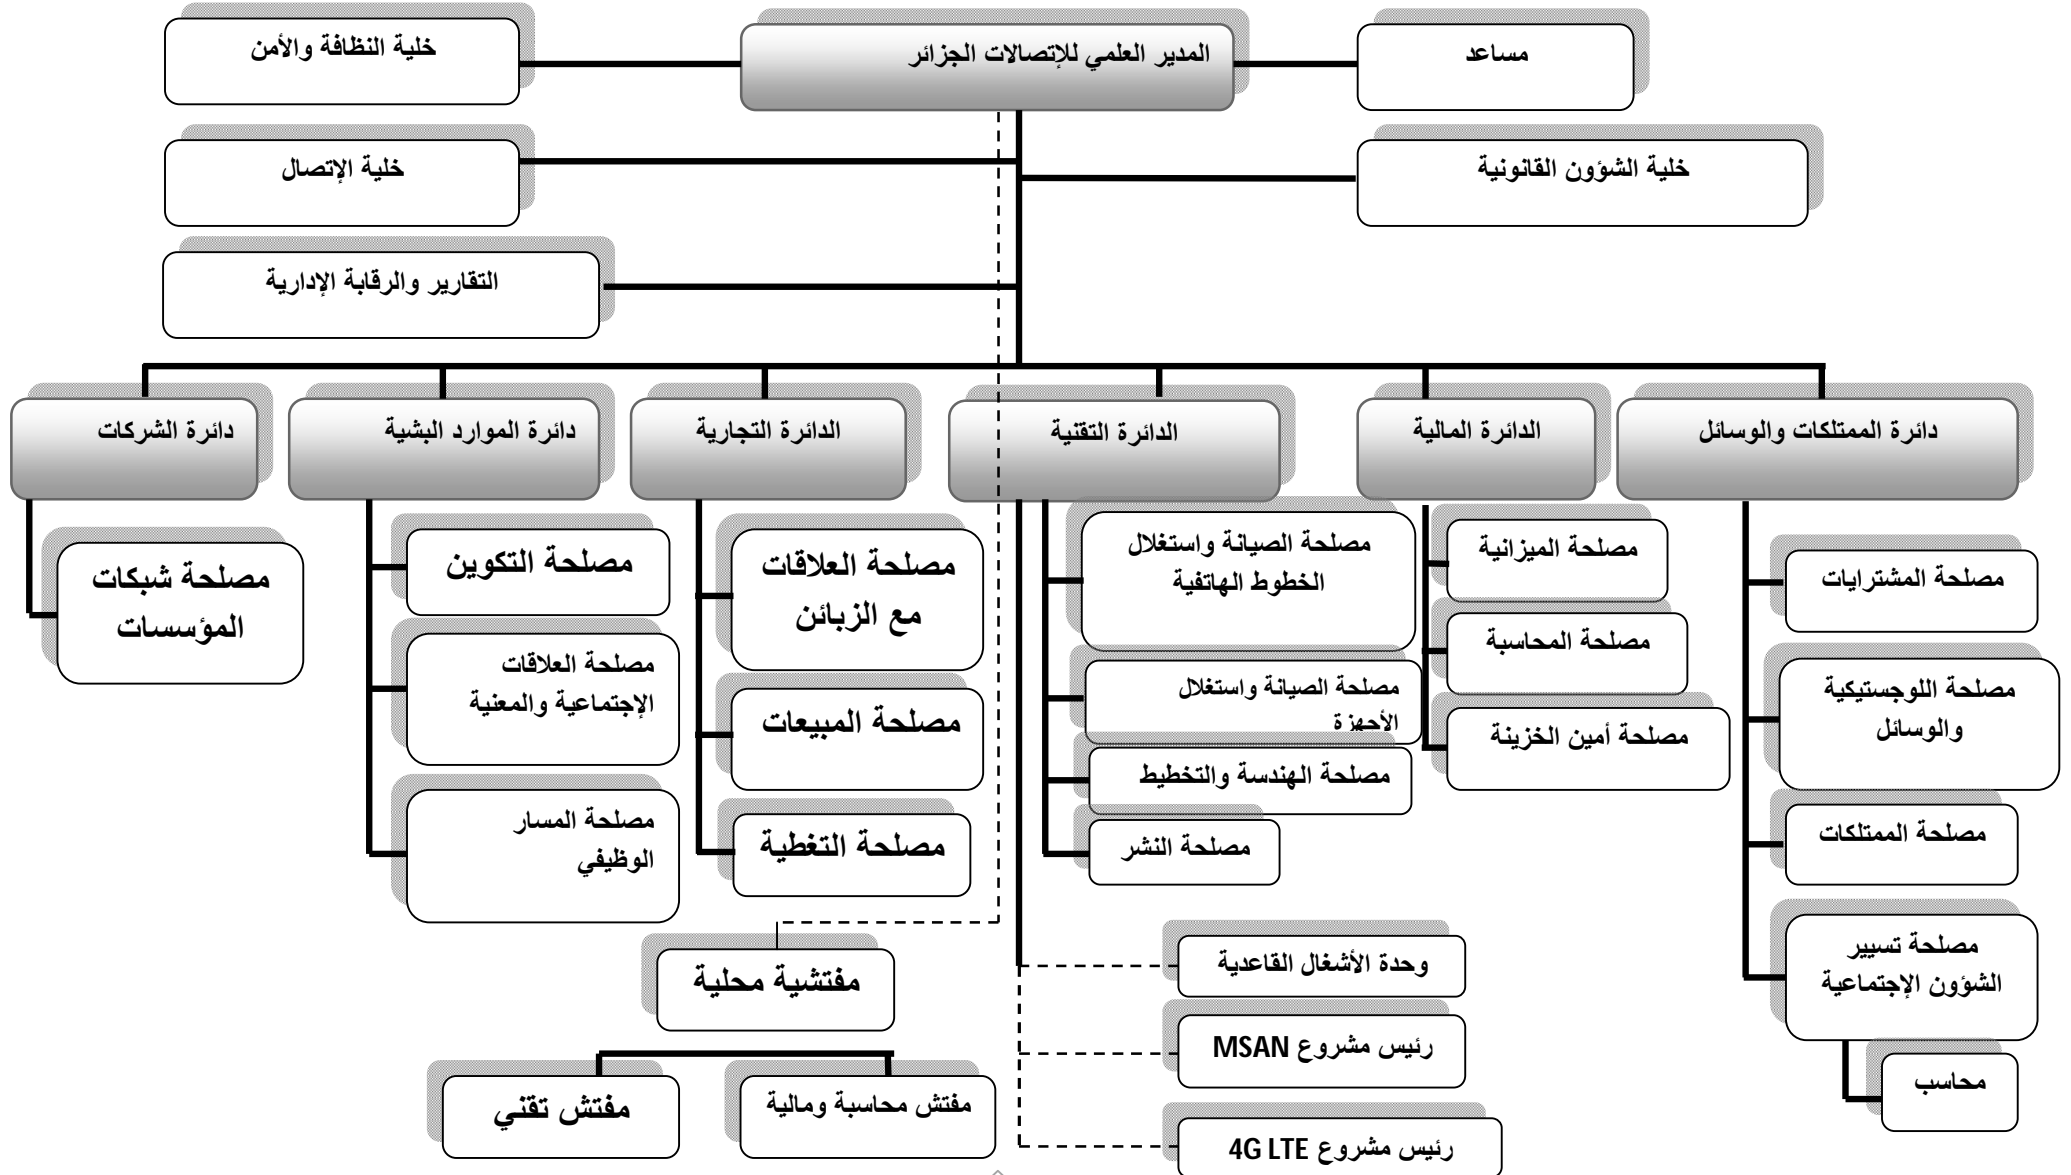 مساعد
المدير العلمي للإتصالات الجزائر
خلية النظافة والأمن
خلية الشؤون القانونية
خلية الإتصال
التقارير والرقابة الإدارية
دائرة الممتلكات والوسائل
الدائرة المالية
الدائرة التقنية
الدائرة التجارية
دائرة الموارد البشية
دائرة الشركات
مصلحة المشترايات
مصلحة اللوجستيكية
والوسائل
مصلحة الممتلكات
مصلحة تسيير
الشؤون الإجتماعية
محاسب
مصلحة الميزانية
مصلحة المحاسبة
مصلحة أمين الخزينة
مصلحة الصيانة واستغلال
الخطوط الهاتفية
مصلحة الصيانة واستغلال
الأجهزة
مصلحة الهندسة والتخطيط
مصلحة النشر
وحدة الأشغال القاعدية
رئيس مشروع MSAN
رئيس مشروع 4G LTE
مصلحة العلاقات
مع الزبائن
مصلحة المبيعات
مصلحة التغطية
مصلحة التكوين
مصلحة العلاقات
الإجتماعية والمعنية
مصلحة المسار
الوظيفي
مصلحة شبكات
المؤسسات
مفتشية محلية
مفتش محاسبة ومالية
مفتش تقني